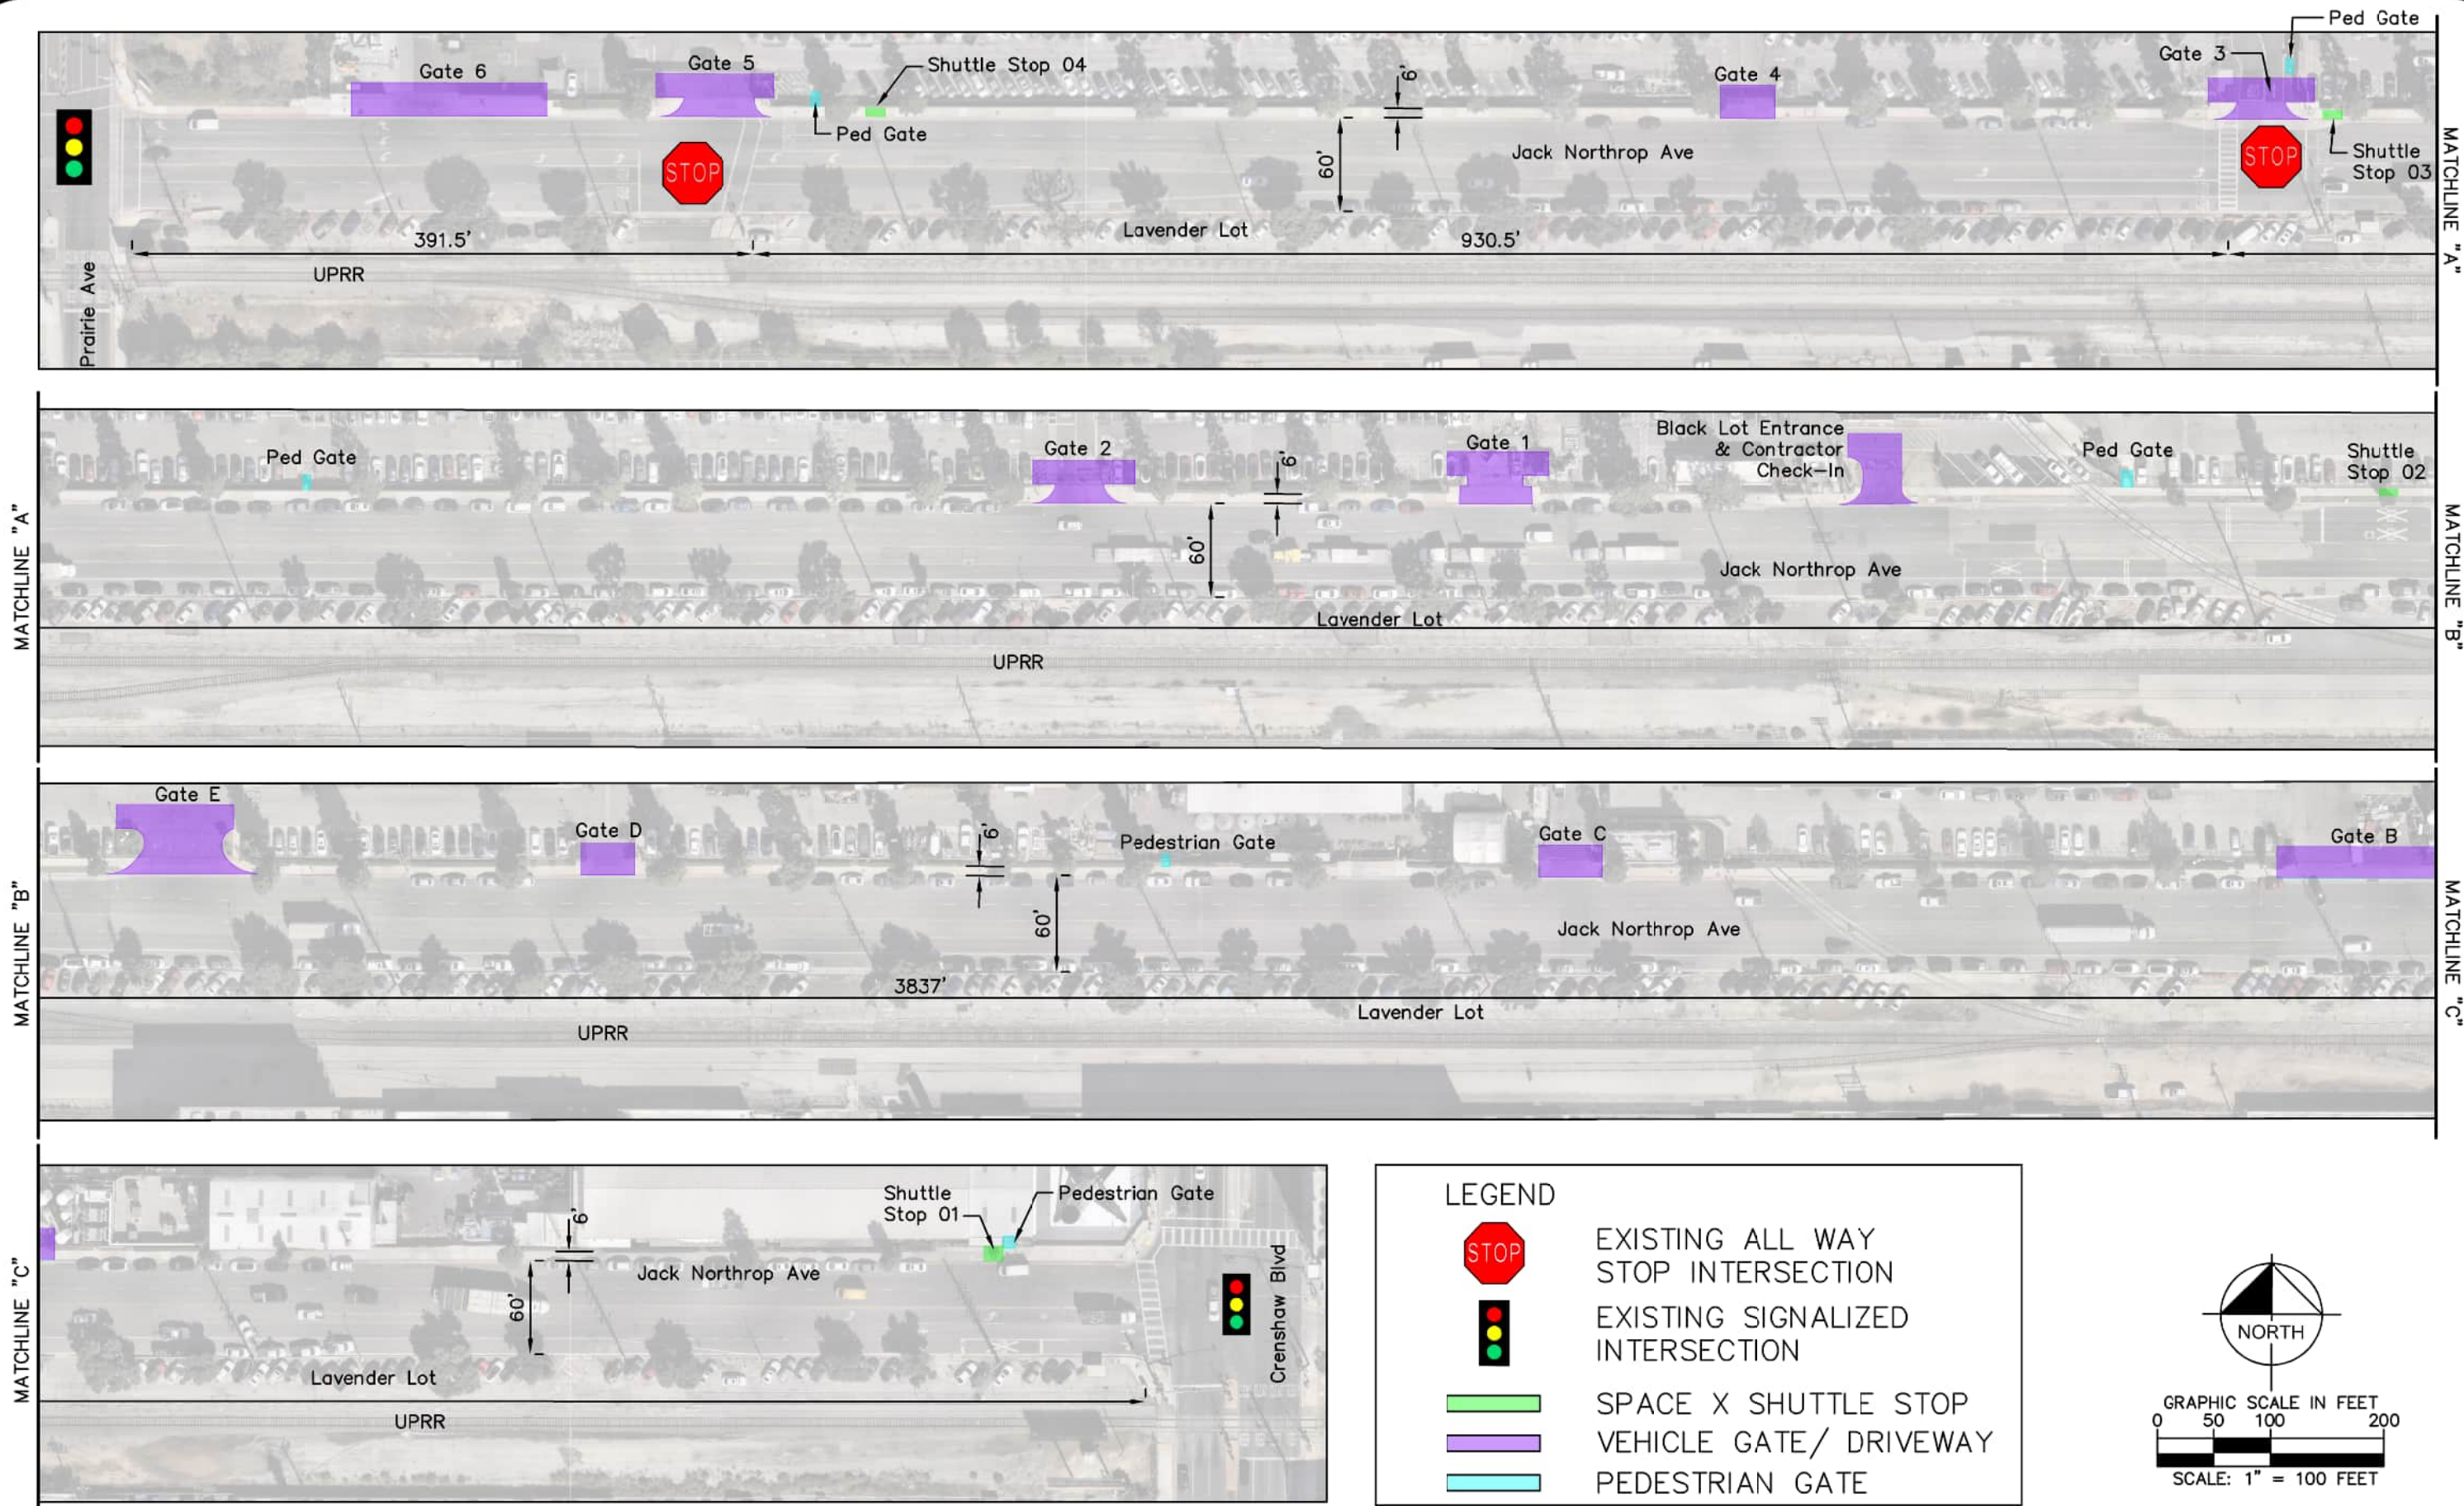 Ped Gate
Gate 3
Gate 6
Gate 5
Shuttle Stop 04
Ped Gate
6'
Gate 4
60'
Jack Northrop Ave
STOP
STOP
Shuttle
Stop 03
Lavender Lot
391.5'
930.5'
UPRR
Prairie Ave
MATCHLINE "A"
MATCHLINE "A"
Ped Gate
Gate 2
6'
Gate 1
Black Lot Entrance
& Contractor
Check-In
Ped Gate
Shuttle
Stop 02
60'
Jack Northrop Ave
Lavender Lot
UPRR
MATCHLINE "B"
MATCHLINE "B"
Gate E
Gate D
6'
Pedestrian Gate
Gate C
Gate B
60'
Jack Northrop Ave
3837'
Lavender Lot
UPRR
MATCHLINE "C"
MATCHLINE "C"
6'
Shuttle
Stop 01
Pedestrian Gate
60'
Jack Northrop Ave
Crenshaw Blvd
Lavender Lot
UPRR
LEGEND
STOP
EXISTING ALL WAY
STOP INTERSECTION
EXISTING SIGNALIZED
INTERSECTION
SPACE X SHUTTLE STOP
VEHICLE GATE/ DRIVEWAY
PEDESTRIAN GATE
NORTH
GRAPHIC SCALE IN FEET
0 50 100 200
SCALE: 1" = 100 FEET